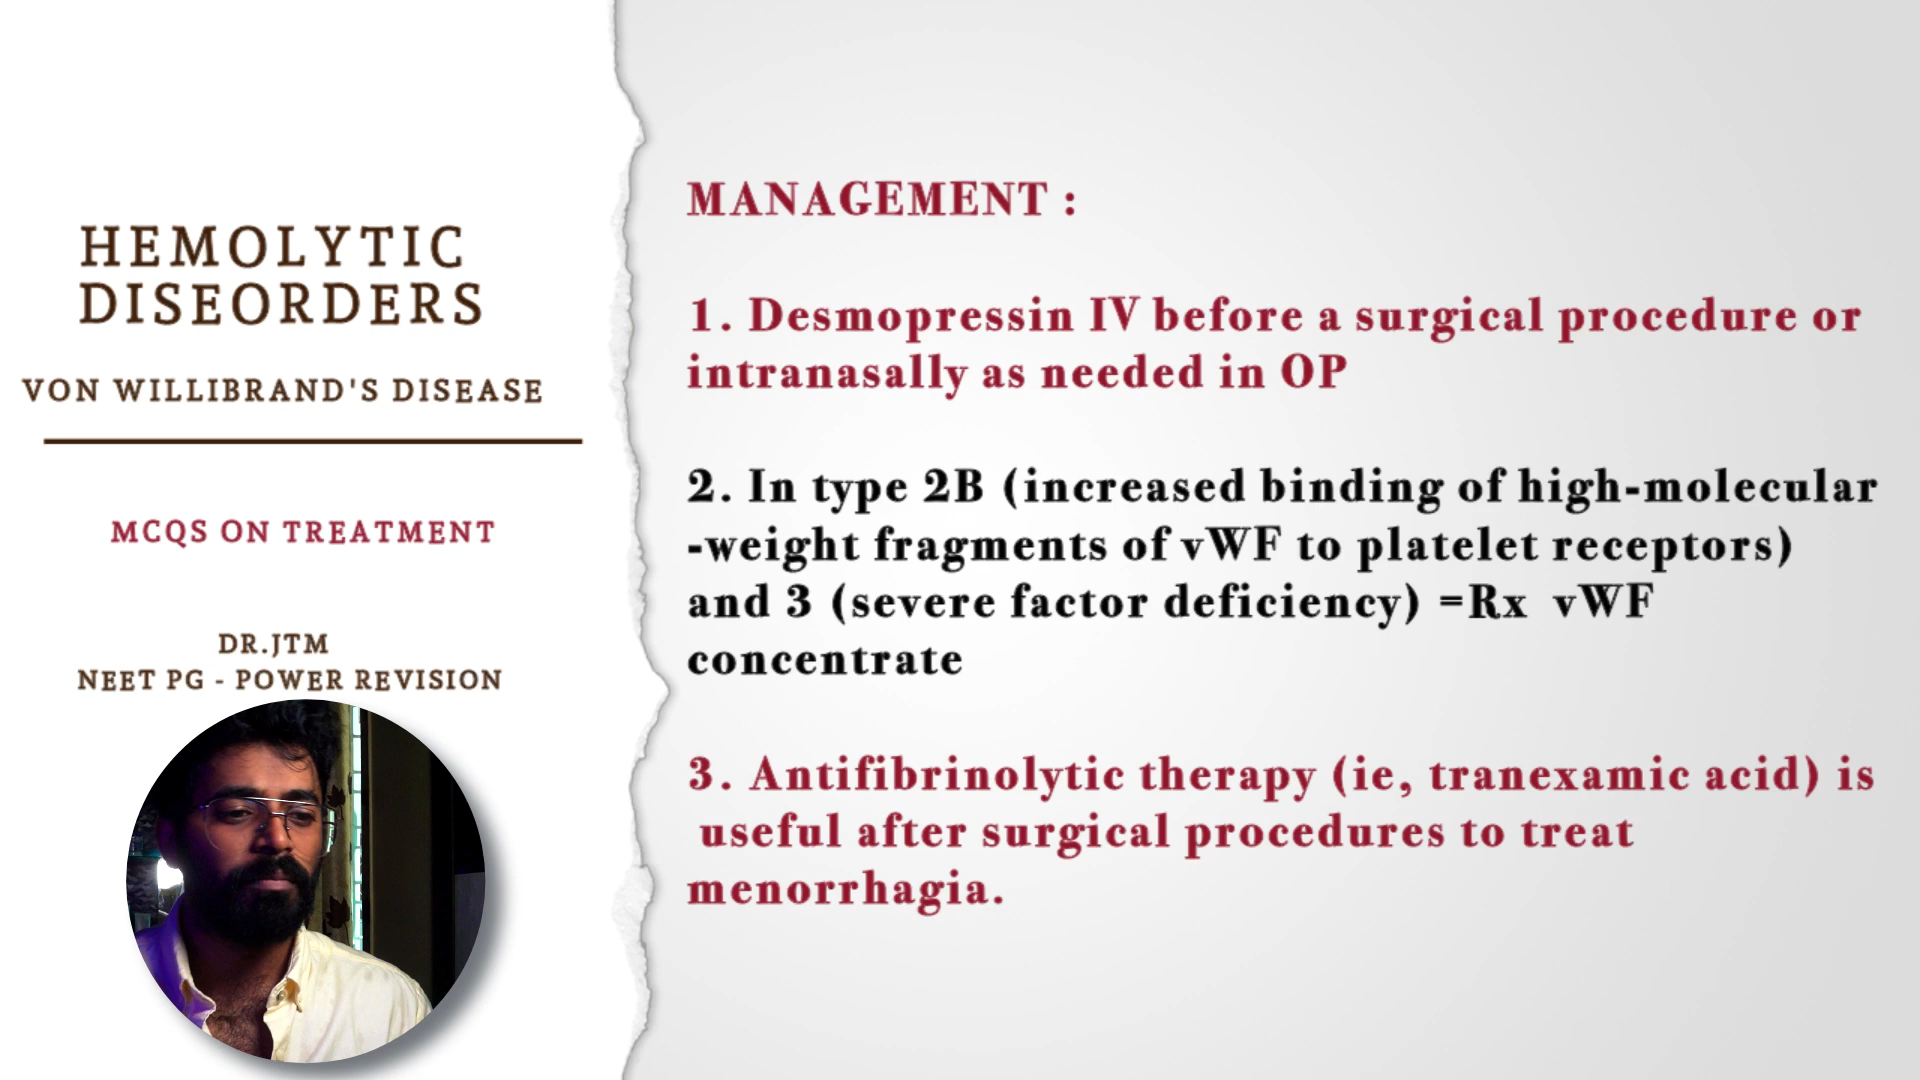 HEMOLYTIC
DISEORDERS
VON WILLIBRAND'S DISEASE
MCQS ON TREATMENT
DR.JTM
NEET PG - POWER REVISION
MANAGEMENT :
1. Desmopressin IV before a surgical procedure or
intranasally as needed in OP
2. In type 2B (increased binding of high-molecular
-weight fragments of vWF to platelet receptors)
and 3 (severe factor deficiency) =Rx vWF
concentrate
3. Antifibrinolytic therapy (ie, tranexamic acid) is
useful after surgical procedures to treat
menorrhagia.